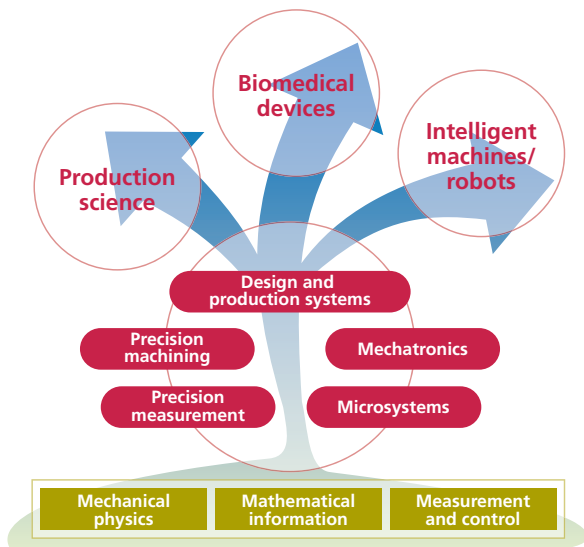 Biomedical
devices
Intelligent
machines/
robots
Production
science
Design and
production systems
Precision
machining
Mechatronics
Precision
measurement
Microsystems
Mechanical
physics
Mathematical
information
Measurement
and control